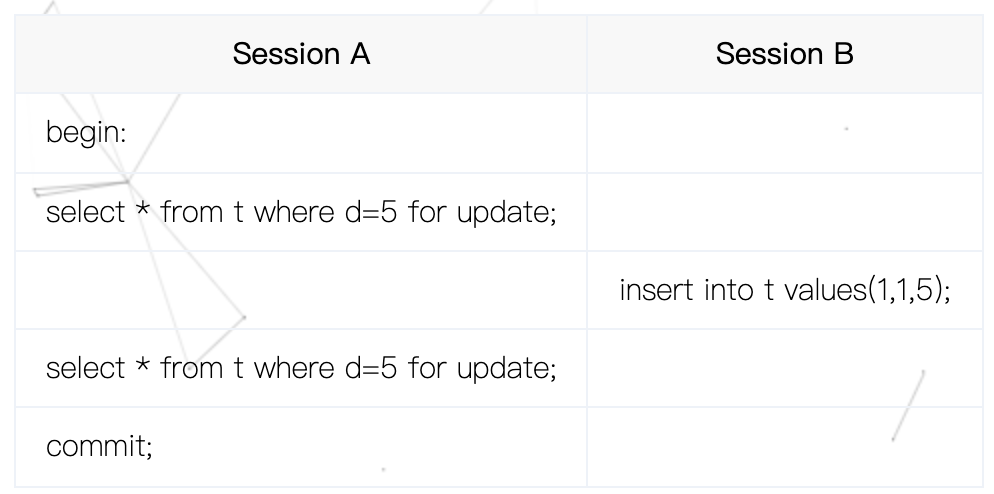 Session A
Session B
begin:
select * from t where d=5 for update;
insert into t values(1,1,5);
select * from t where d=5 for update;
commit;